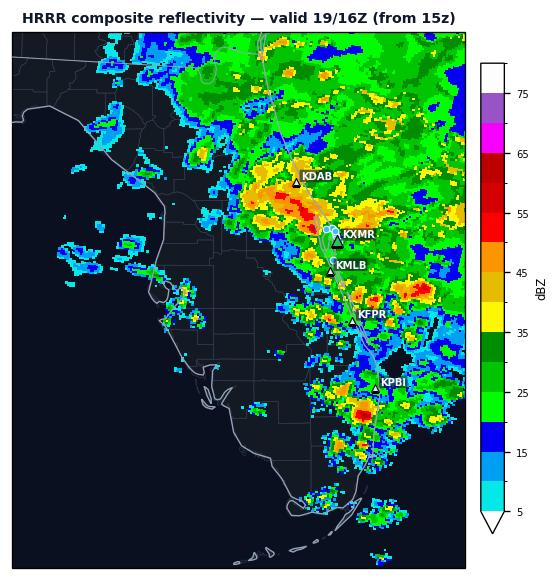 HRRR composite reflectivity — valid 19/16Z (from 15z)
KDAB
KXMR
KMLB
KFPR
KPBI
75
65
55
45
35
25
15
5
dBZ